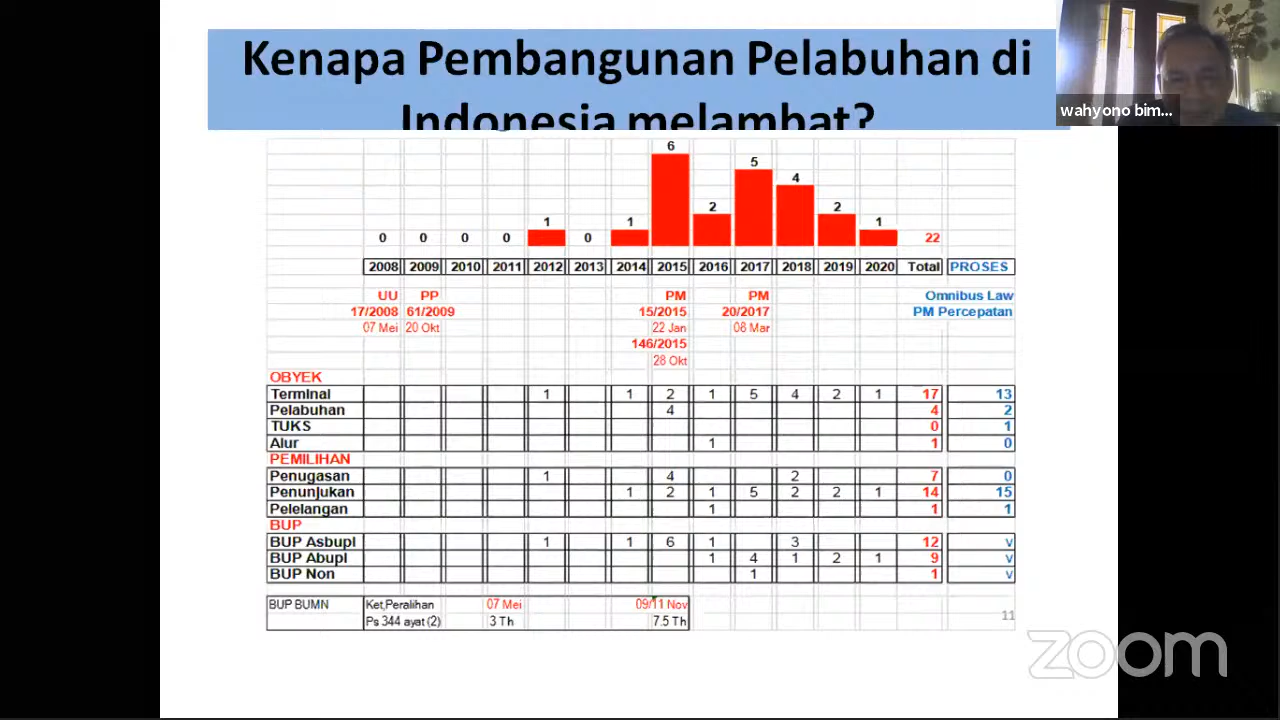 Kenapa Pembangunan Pelabuhan di
Indonesia melambat?
wahyono bim...
6
5
4
2 2
1 1 1
0 0 0 0 0 22
2008 2009 2010 2011 2012 2013 2014 2015 2016 2017 2018 2019 2020 Total PROSES
UU PP PM PM Omnibus Law
17/2008 61/2009 15/2015 20/2017 PM Percepatan
07 Mei 20 Okt 22 Jan 08 Mar
146/2015
28 Okt
OBYEK
Terminal 1 1 2 1 5 4 2 1 17 13
Pelabuhan 4 4 2
TUKS 0 1
Alur 1 1 0
PEMILIHAN
Penugasan 1 4 2 7 0
Penunjukan 1 2 1 5 2 2 1 14 15
Pelelangan 1 1 1
BUP
BUP Asbupi 1 1 6 1 3 12 v
BUP Abupi 1 4 1 2 1 9 v
BUP Non 1 1 v
BUP BUMN Ket,Peralihan 07 Mei 09/11 Nov
Ps 344 ayat (2) 3 Th 7.5 Th
11
zoom